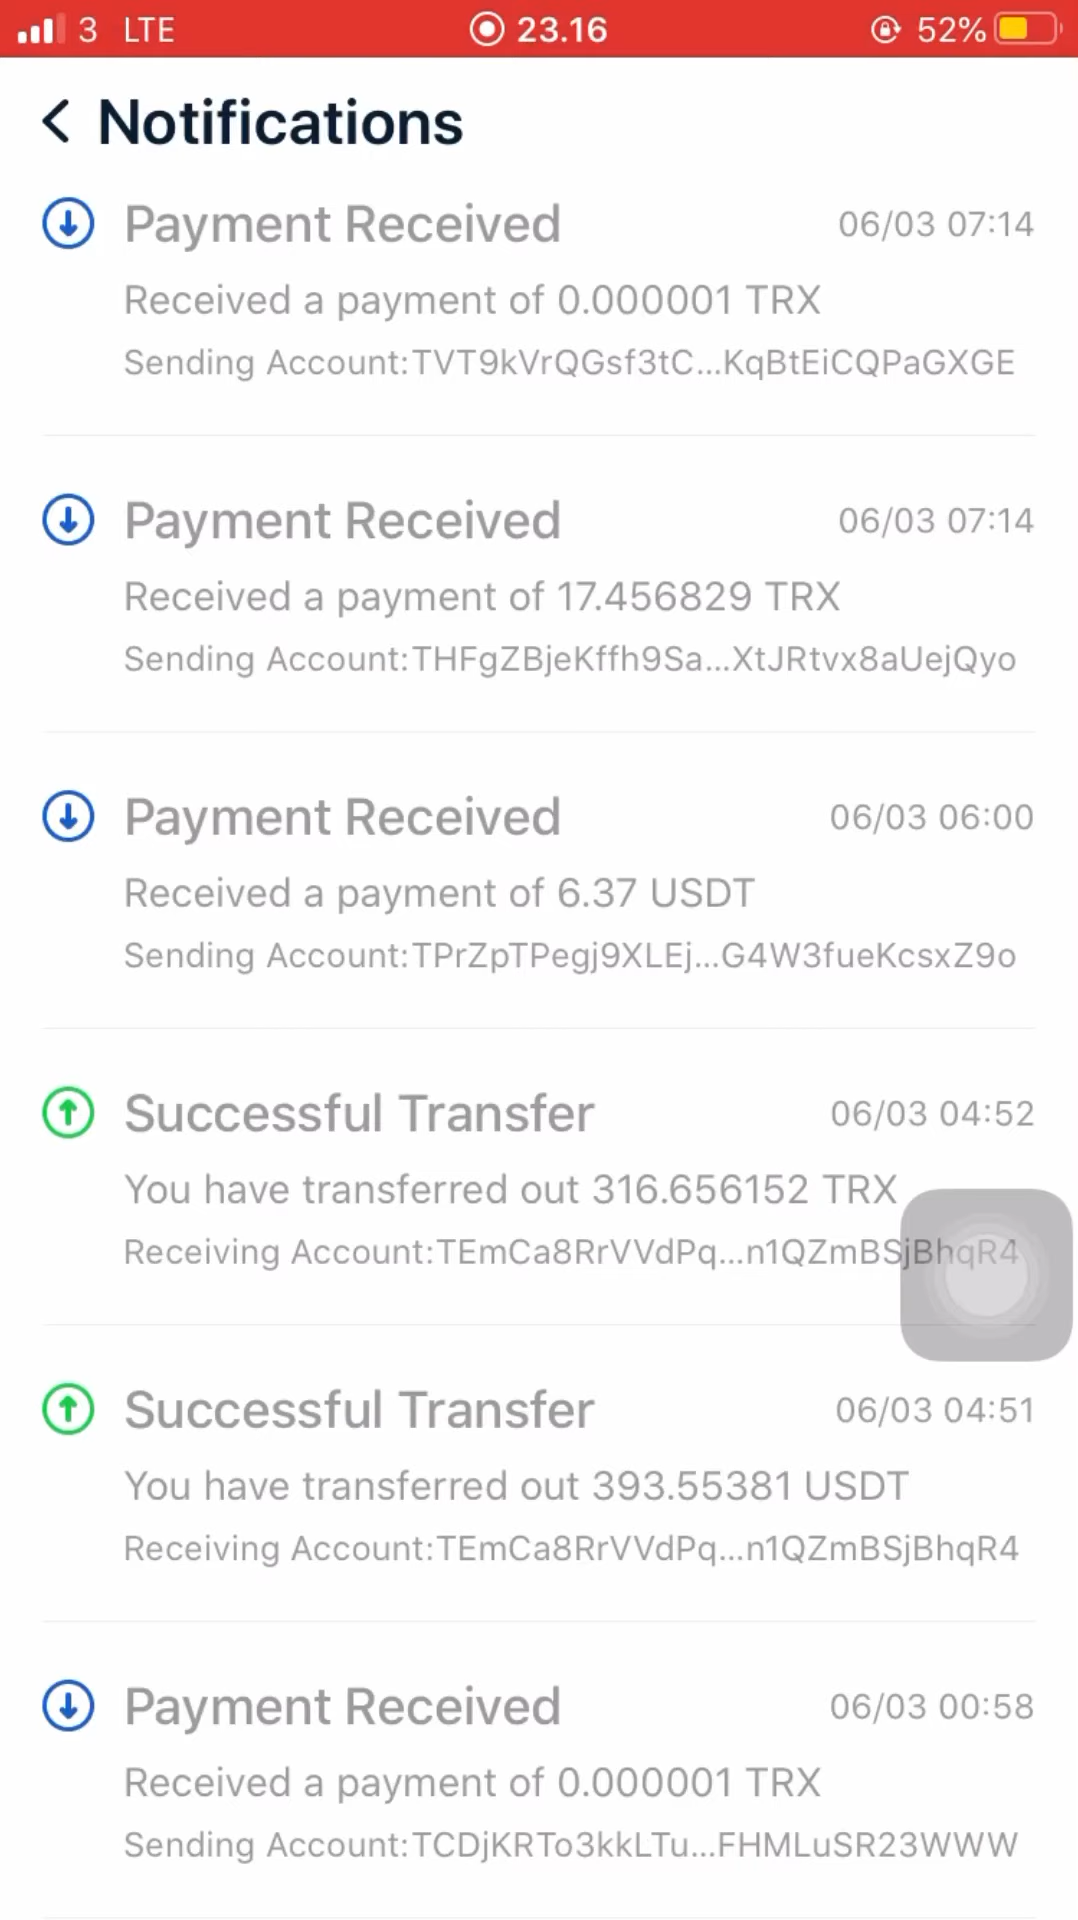 3 LTE 23.16 52%
Notifications
Payment Received 06/03 07:14
Received a payment of 0.000001 TRX
Sending Account:TVT9kVrQGsf3tC...KqBtEiCQPaGXGE
Payment Received 06/03 07:14
Received a payment of 17.456829 TRX
Sending Account:THFgZBjeKffh9Sa...XtJRtvx8aUejQyo
Payment Received 06/03 06:00
Received a payment of 6.37 USDT
Sending Account:TPrZpTPegj9XLEj...G4W3fueKcsxZ9o
Successful Transfer 06/03 04:52
You have transferred out 316.656152 TRX
Receiving Account:TEmCa8RrVVdPq...n1QZmBSjBhqR4
Successful Transfer 06/03 04:51
You have transferred out 393.55381 USDT
Receiving Account:TEmCa8RrVVdPq...n1QZmBSjBhqR4
Payment Received 06/03 00:58
Received a payment of 0.000001 TRX
Sending Account:TCDjKRTo3kkLTu...FHMLuSR23WWW